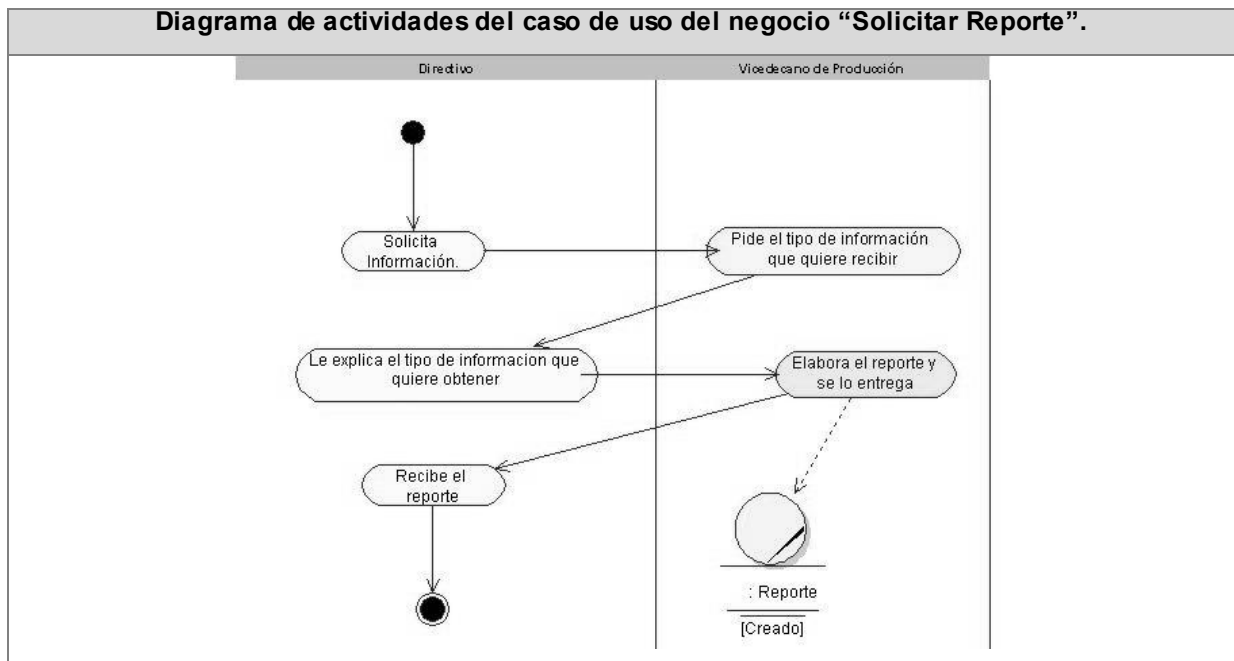 Diagrama de actividades del caso de uso del negocio “Solicitar Reporte”.
Directivo
Vicedecano de Producción
Solicita
Información.
Pide el tipo de información
que quiere recibir
Le explica el tipo de informacion que
quiere obtener
Elabora el reporte y
se lo entrega
Recibe el
reporte
: Reporte
[Creado]